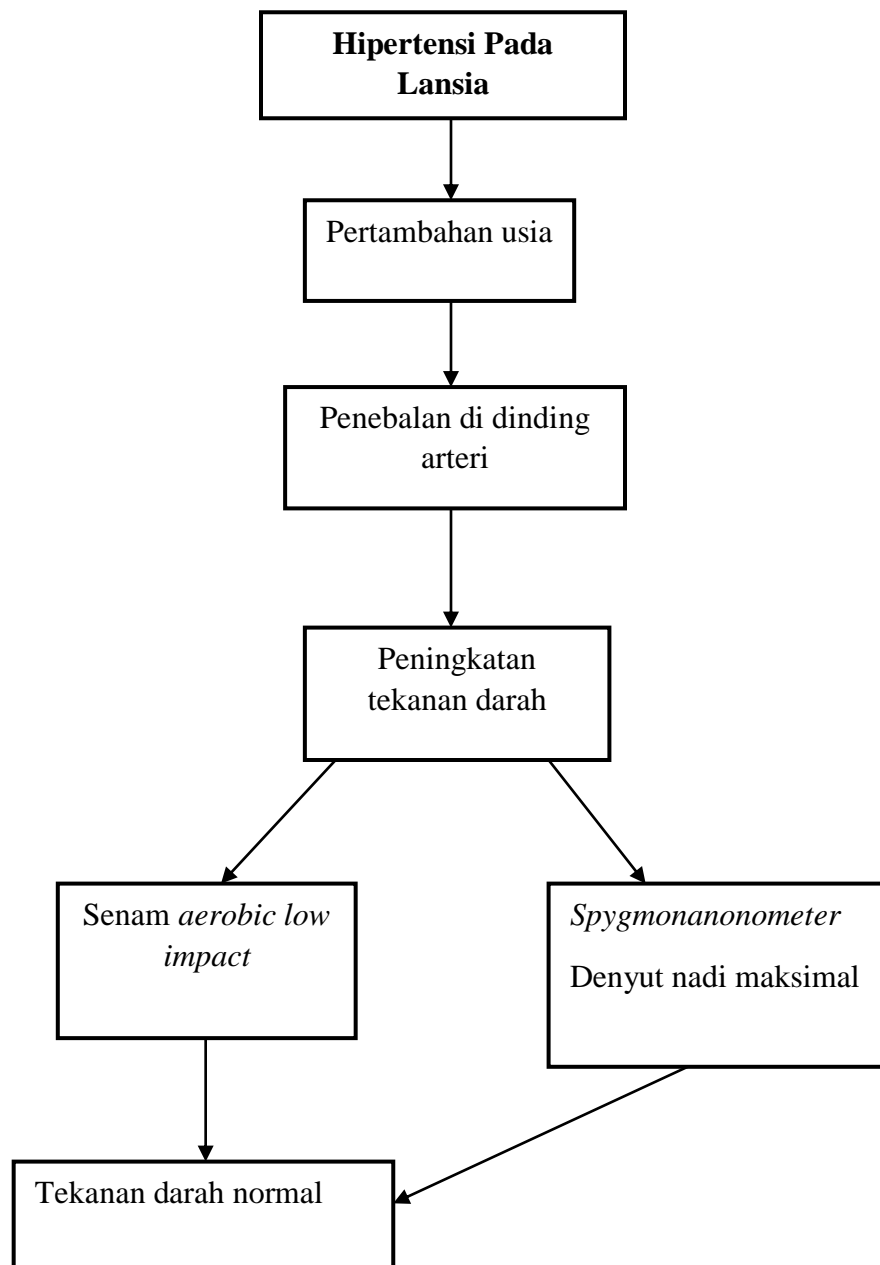 Hipertensi Pada
Lansia
Pertambahan usia
Penebalan di dinding
arteri
Peningkatan
tekanan darah
Senam aerobic low
impact
Spygmonanonometer
Denyut nadi maksimal
Tekanan darah normal